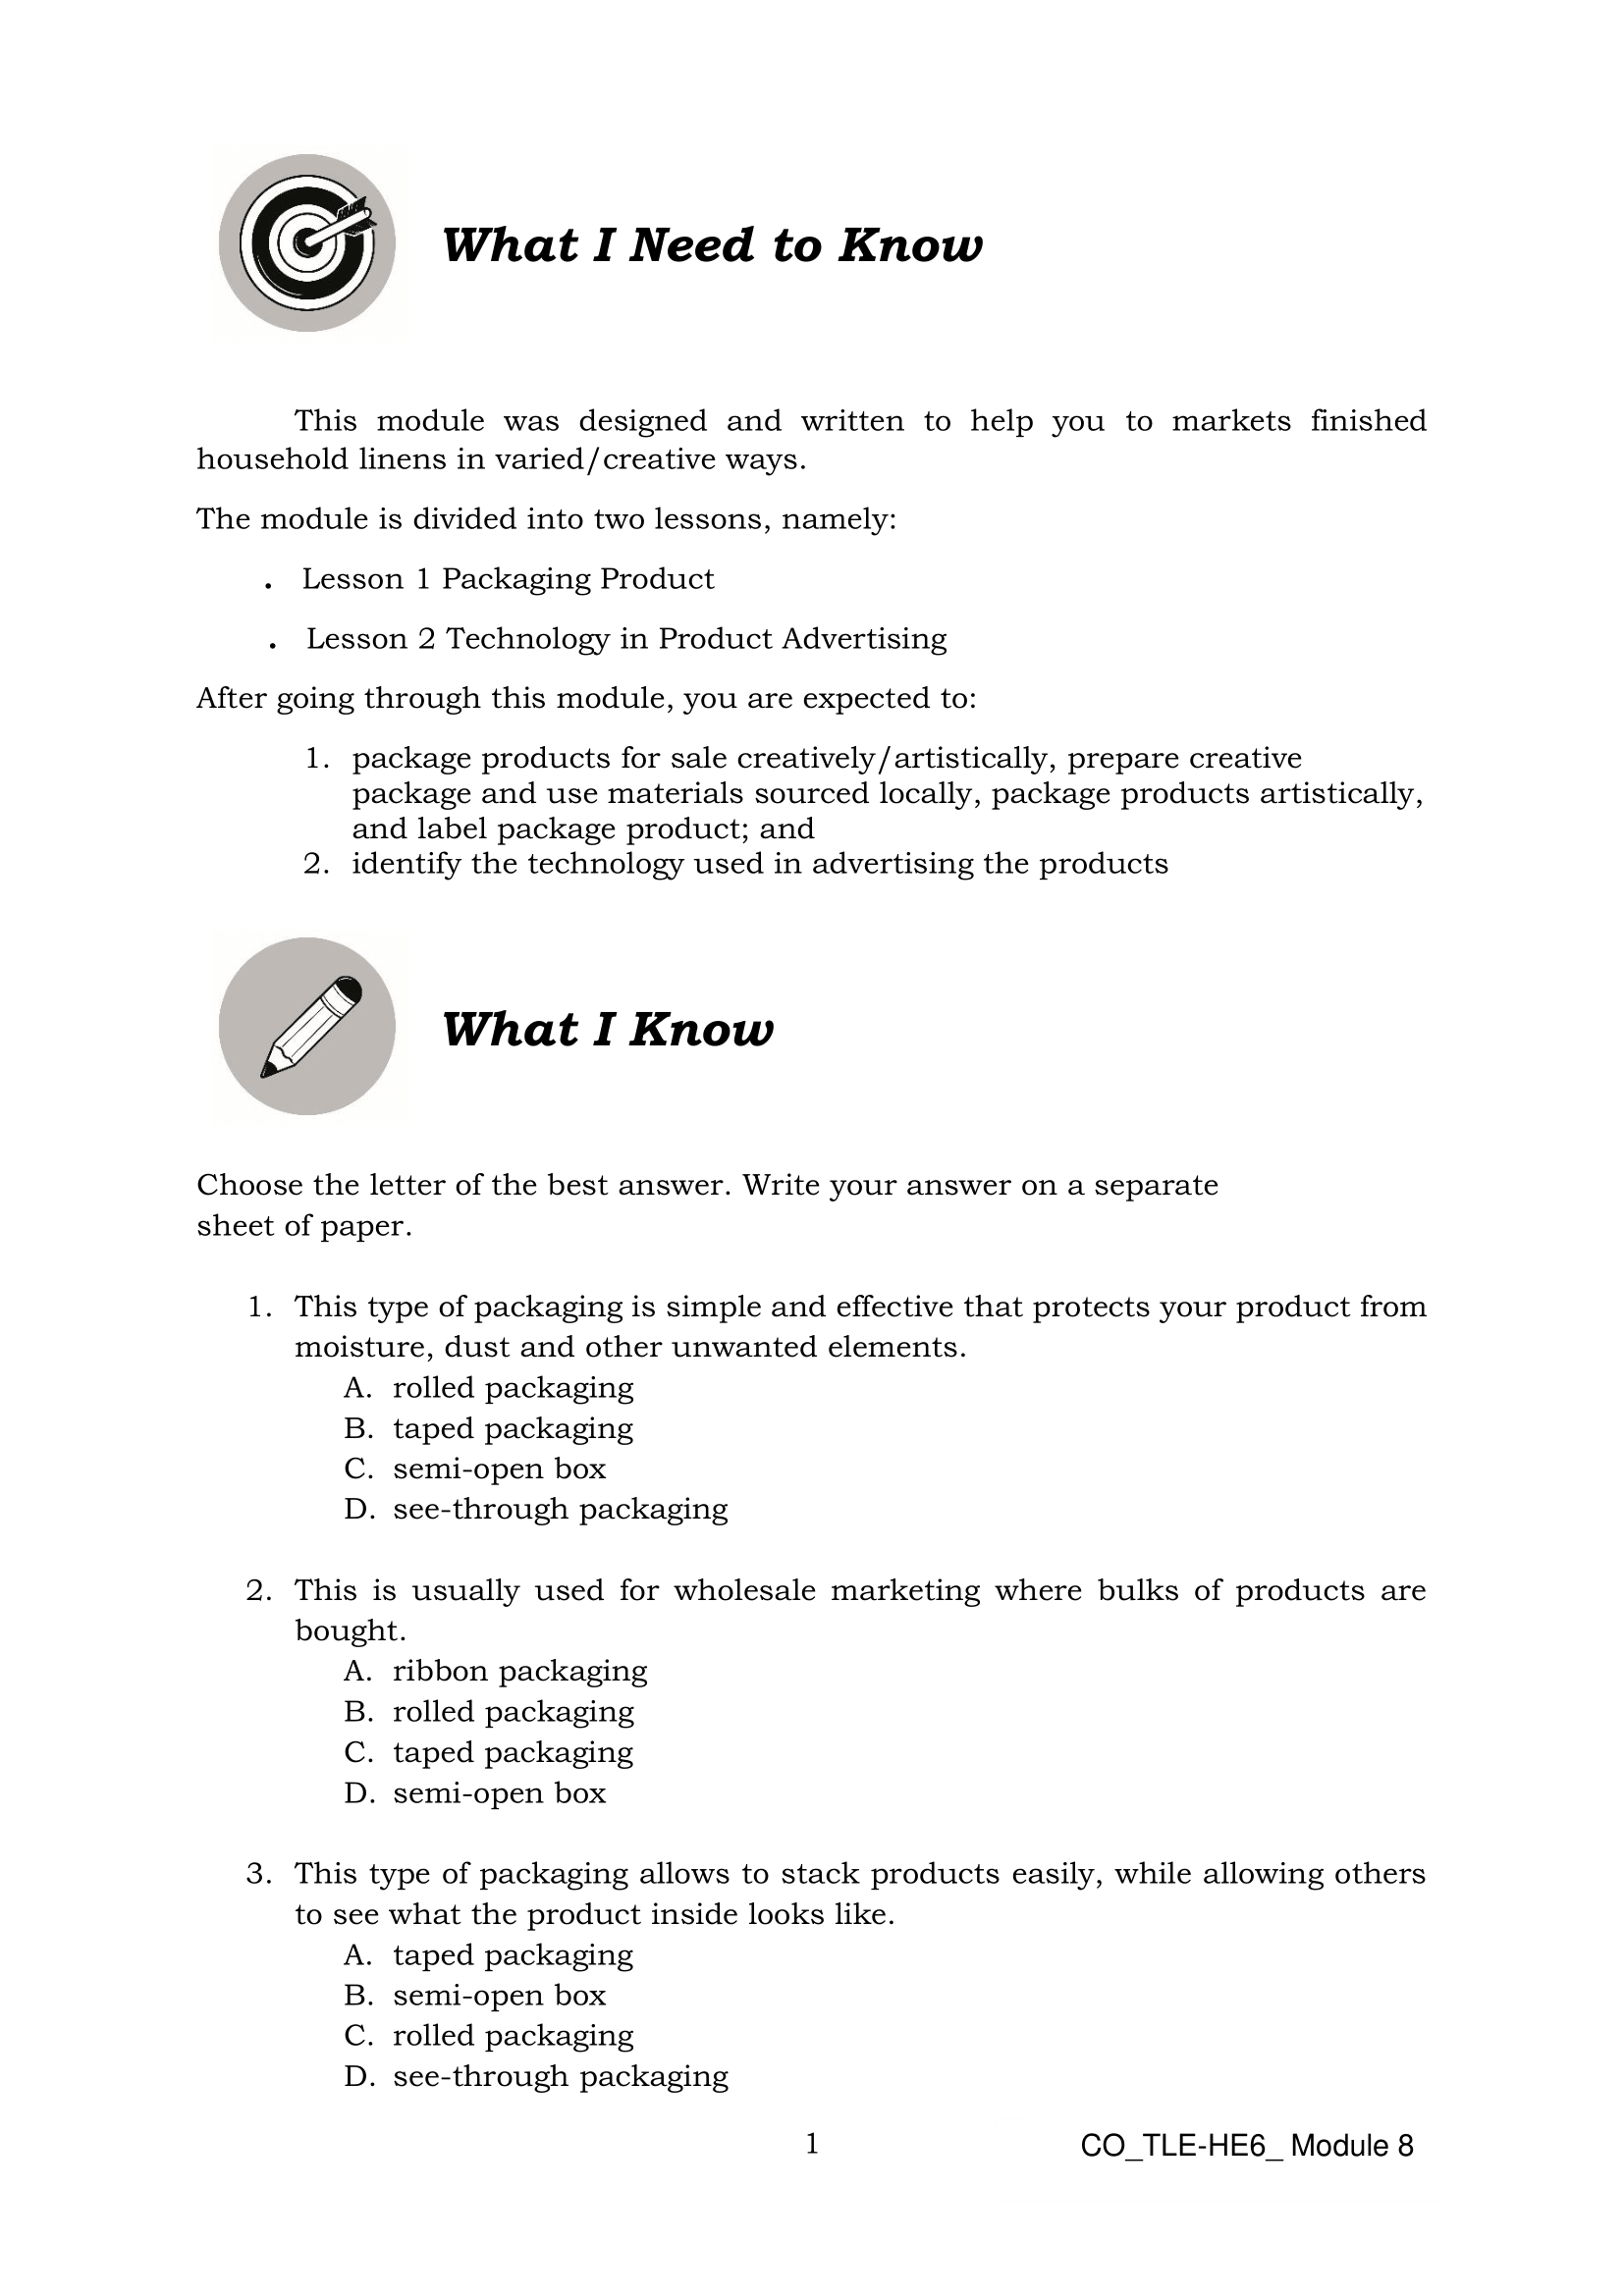 What I Need to Know
This module was designed and written to help you to markets finished
household linens in varied/creative ways.
The module is divided into two lessons, namely:
. Lesson 1 Packaging Product
. Lesson 2 Technology in Product Advertising
After going through this module, you are expected to:
1. package products for sale creatively/artistically, prepare creative
package and use materials sourced locally, package products artistically,
and label package product; and
2. identify the technology used in advertising the products
What I Know
Choose the letter of the best answer. Write your answer on a separate
sheet of paper.
1. This type of packaging is simple and effective that protects your product from
moisture, dust and other unwanted elements.
A. rolled packaging
B. taped packaging
C. semi-open box
D. see-through packaging
2. This is usually used for wholesale marketing where bulks of products are
bought.
A. ribbon packaging
B. rolled packaging
C. taped packaging
D. semi-open box
3. This type of packaging allows to stack products easily, while allowing others
to see what the product inside looks like.
A. taped packaging
B. semi-open box
C. rolled packaging
D. see-through packaging
1 CO_TLE-HE6_ Module 8